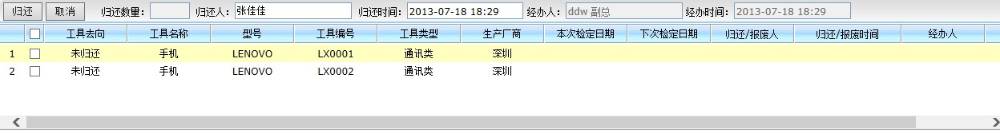 归还 取消 归还数量: 归还人: 张佳佳 归还时间: 2013-07-18 18:29 经办人: ddw 副总 经办时间: 2013-07-18 18:29
工具去向 工具名称 型号 工具编号 工具类型 生产厂商 本次检定日期 下次检定日期 归还/报废人 归还/报废时间 经办人
1 未归还 手机 LENOVO LX0001 通讯类 深圳
2 未归还 手机 LENOVO LX0002 通讯类 深圳